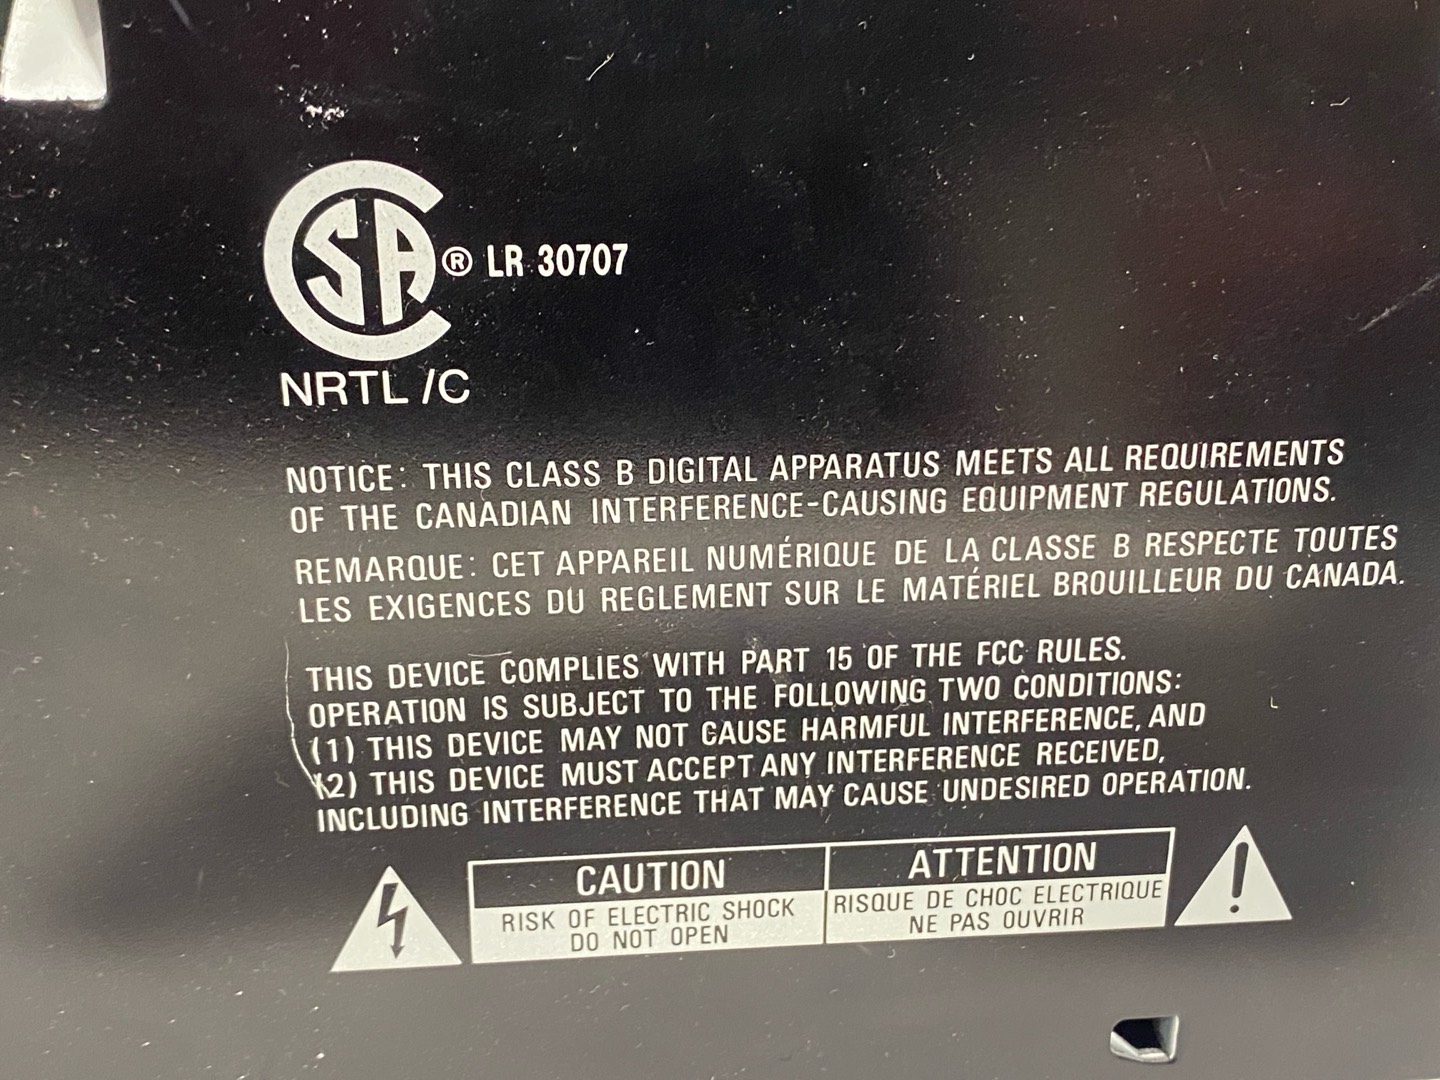 CSA® LR 30707
NRTL /C
NOTICE: THIS CLASS B DIGITAL APPARATUS MEETS ALL REQUIREMENTS
OF THE CANADIAN INTERFERENCE-CAUSING EQUIPMENT REGULATIONS.
REMARQUE: CET APPAREIL NUMÉRIQUE DE LA CLASSE B RESPECTE TOUTES
LES EXIGENCES DU REGLEMENT SUR LE MATÉRIEL BROUILLEUR DU CANADA.
THIS DEVICE COMPLIES WITH PART 15 OF THE FCC RULES.
OPERATION IS SUBJECT TO THE FOLLOWING TWO CONDITIONS:
(1) THIS DEVICE MAY NOT CAUSE HARMFUL INTERFERENCE, AND
(2) THIS DEVICE MUST ACCEPT ANY INTERFERENCE RECEIVED,
INCLUDING INTERFERENCE THAT MAY CAUSE UNDESIRED OPERATION.
CAUTION
RISK OF ELECTRIC SHOCK
DO NOT OPEN
ATTENTION
RISQUE DE CHOC ELECTRIQUE
NE PAS OUVRIR